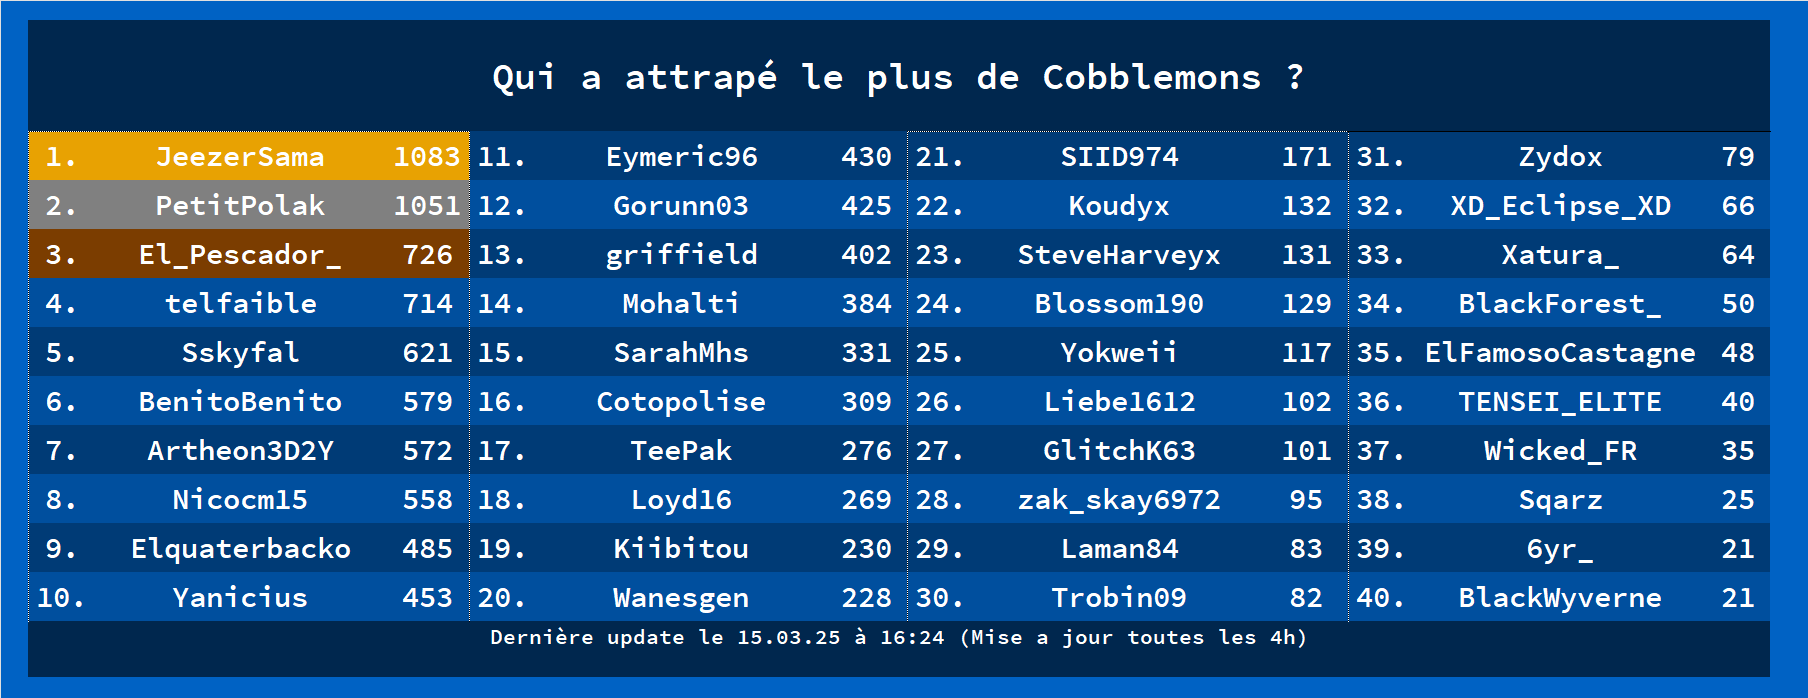 Qui a attrapé le plus de Cobblemons ?
1. JeezerSama 1083
2. PetitPolak 1051
3. El_Pescador_ 726
4. telfaible 714
5. Sskyfal 621
6. BenitoBenito 579
7. Artheon3D2Y 572
8. Nicocm15 558
9. Elquaterbacko 485
10. Yanicius 453
11. Eymeric96 430
12. Gorunn03 425
13. griffield 402
14. Mohalti 384
15. SarahMhs 331
16. Cotopolise 309
17. TeePak 276
18. Loyd16 269
19. Kiibitou 230
20. Wanesgen 228
21. SIID974 171
22. Koudyx 132
23. SteveHarveyx 131
24. Blossom190 129
25. Yokweii 117
26. Liebe1612 102
27. GlitchK63 101
28. zak_skay6972 95
29. Laman84 83
30. Trobin09 82
31. Zydox 79
32. XD_Eclipse_XD 66
33. Xatura_ 64
34. BlackForest_ 50
35. ElFamosoCastagne 48
36. TENSEI_ELITE 40
37. Wicked_FR 35
38. Sqarz 25
39. 6yr_ 21
40. BlackWyverne 21
Dernière update le 15.03.25 à 16:24 (Mise a jour toutes les 4h)